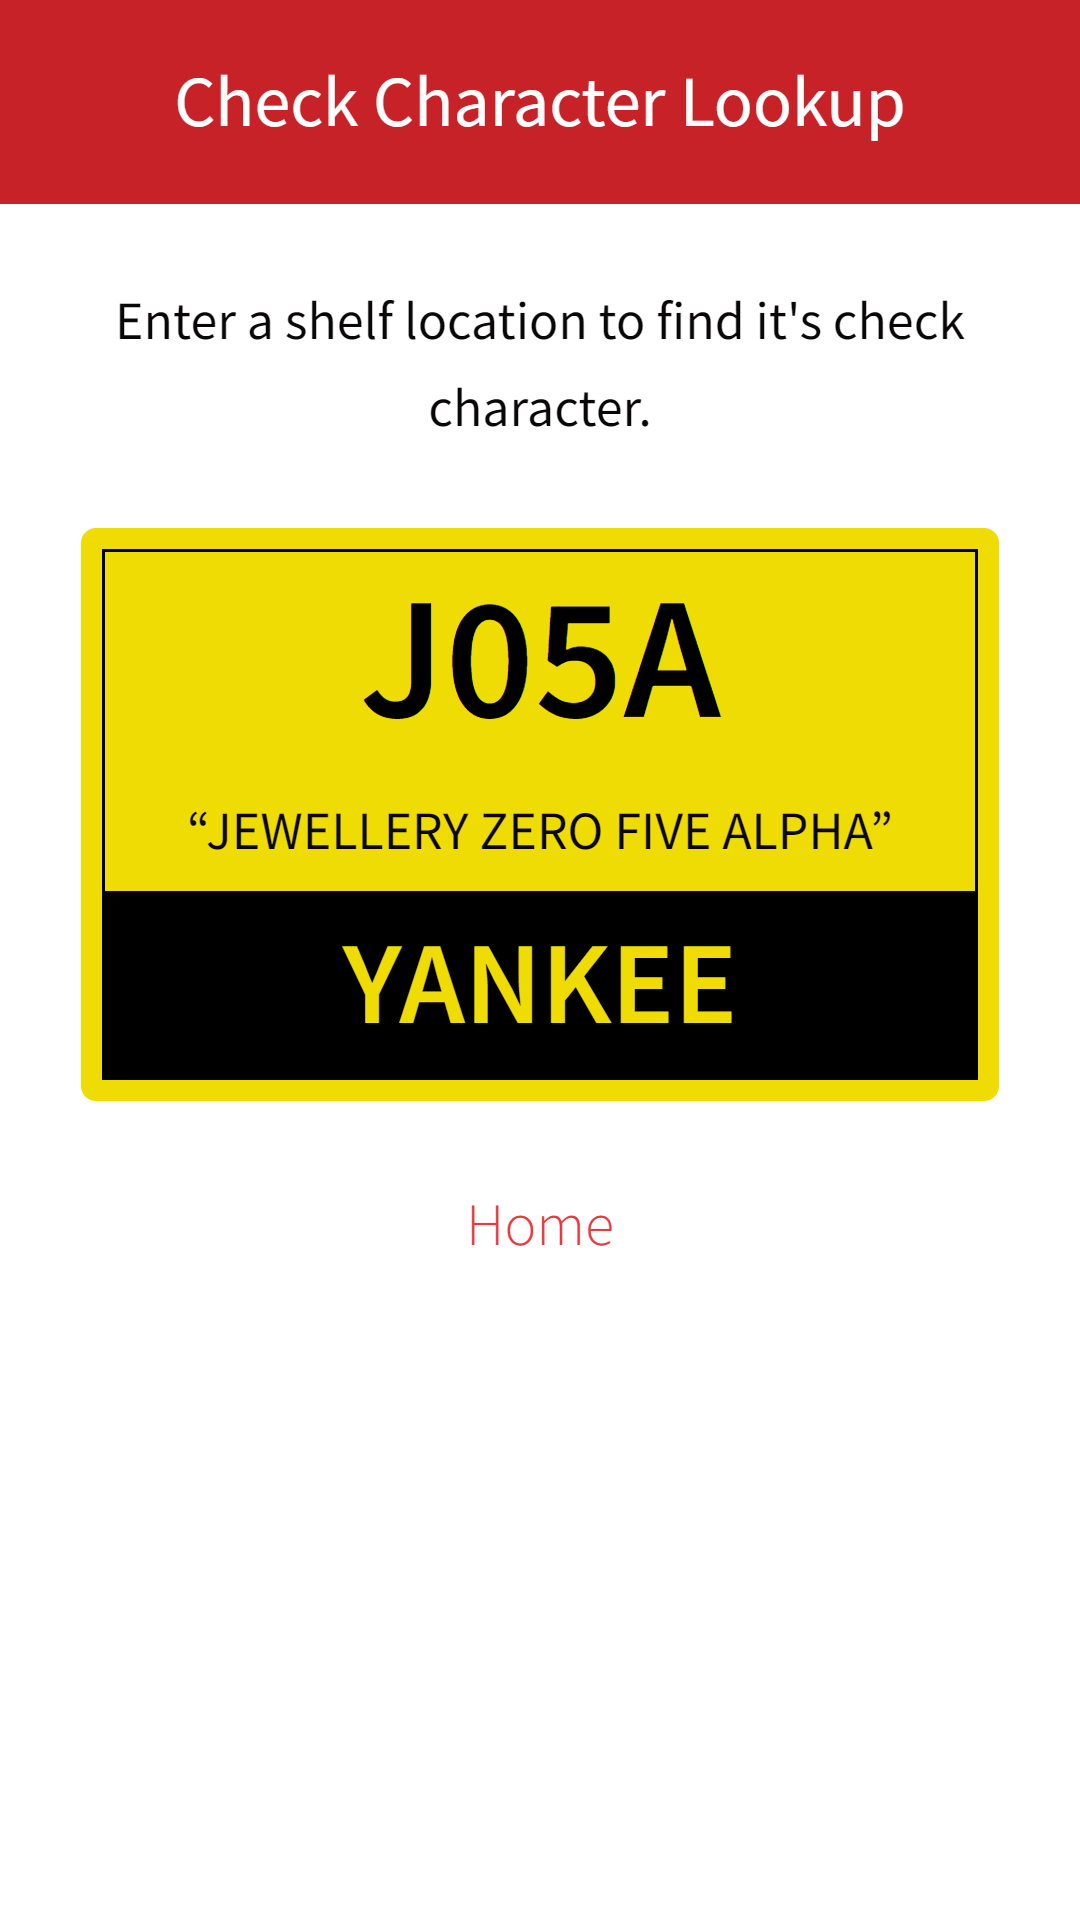 Check Character Lookup
Enter a shelf location to find it's check
character.
J05A
“JEWELLERY ZERO FIVE ALPHA”
YANKEE
Home